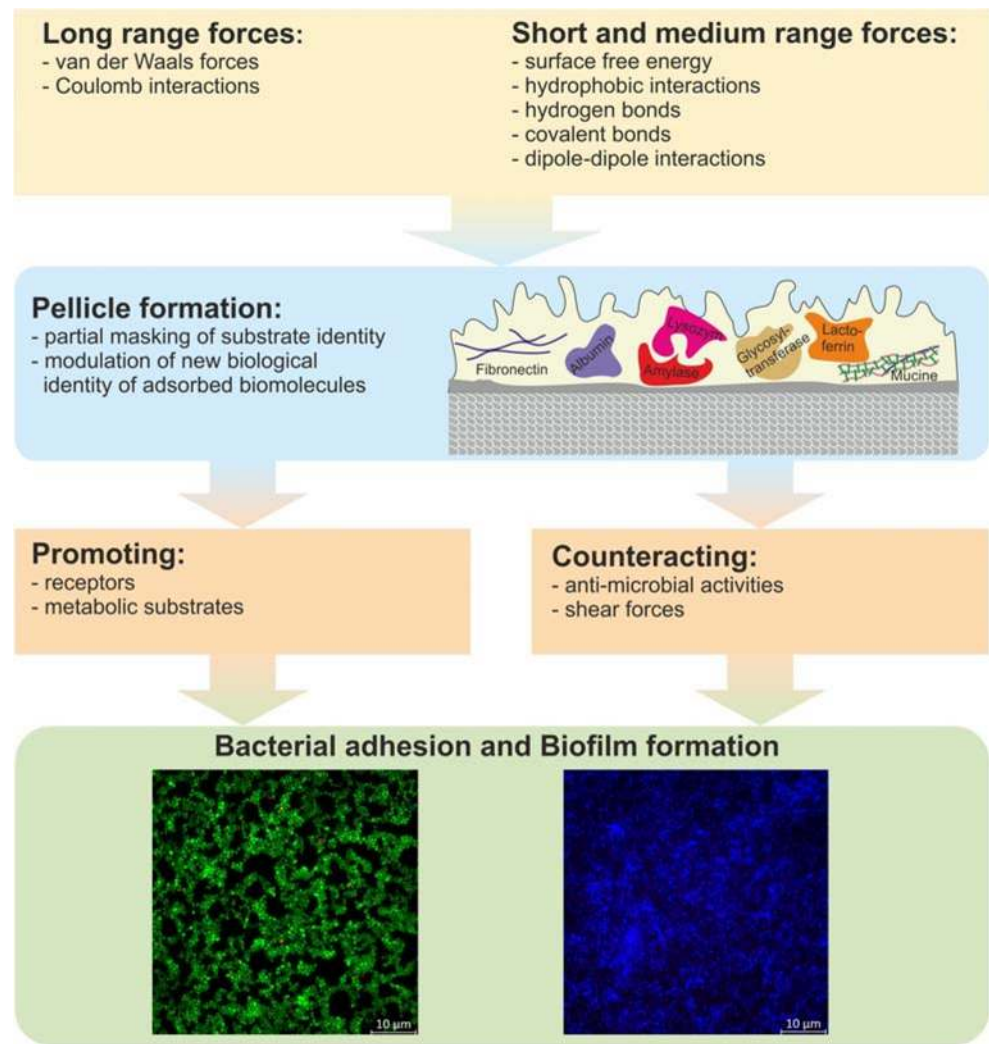 Long range forces:
- van der Waals forces
- Coulomb interactions
Short and medium range forces:
- surface free energy
- hydrophobic interactions
- hydrogen bonds
- covalent bonds
- dipole-dipole interactions
Pellicle formation:
- partial masking of substrate identity
- modulation of new biological
identity of adsorbed biomolecules
Fibronectin
Albumin
Lysozym
Amylase
Glycosyl-
transferase
Lacto-
ferrin
Mucine
Promoting:
- receptors
- metabolic substrates
Counteracting:
- anti-microbial activities
- shear forces
Bacterial adhesion and Biofilm formation
10 µm
10 µm